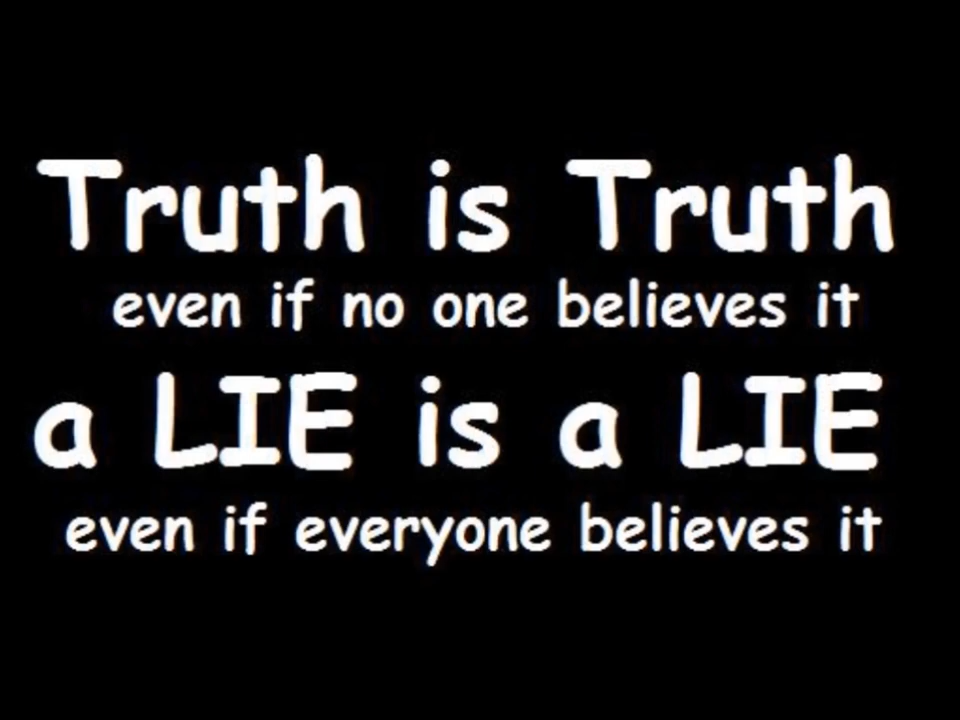 Truth is Truth
even if no one believes it
a LIE is a LIE
even if everyone believes it